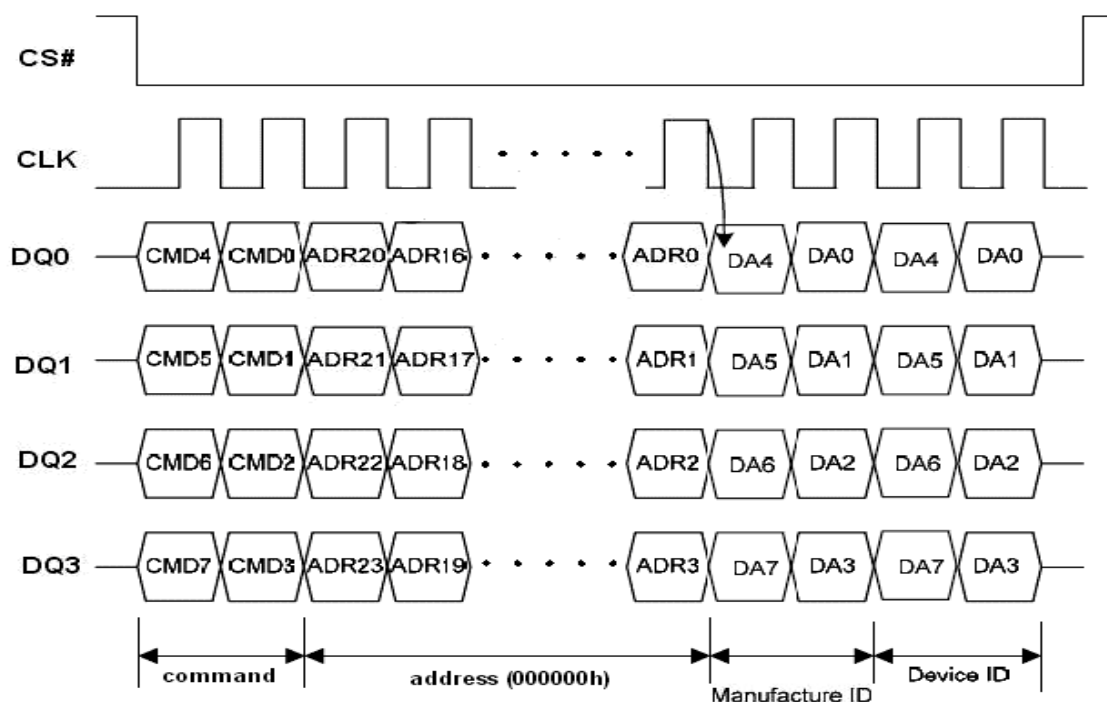 CS#
CLK
DQ0 CMD4 CMD0 ADR20 ADR16 ADR0 DA4 DA0 DA4 DA0
DQ1 CMD5 CMD1 ADR21 ADR17 ADR1 DA5 DA1 DA5 DA1
DQ2 CMD6 CMD2 ADR22 ADR18 ADR2 DA6 DA2 DA6 DA2
DQ3 CMD7 CMD3 ADR23 ADR19 ADR3 DA7 DA3 DA7 DA3
command address (000000h) Manufacture ID Device ID